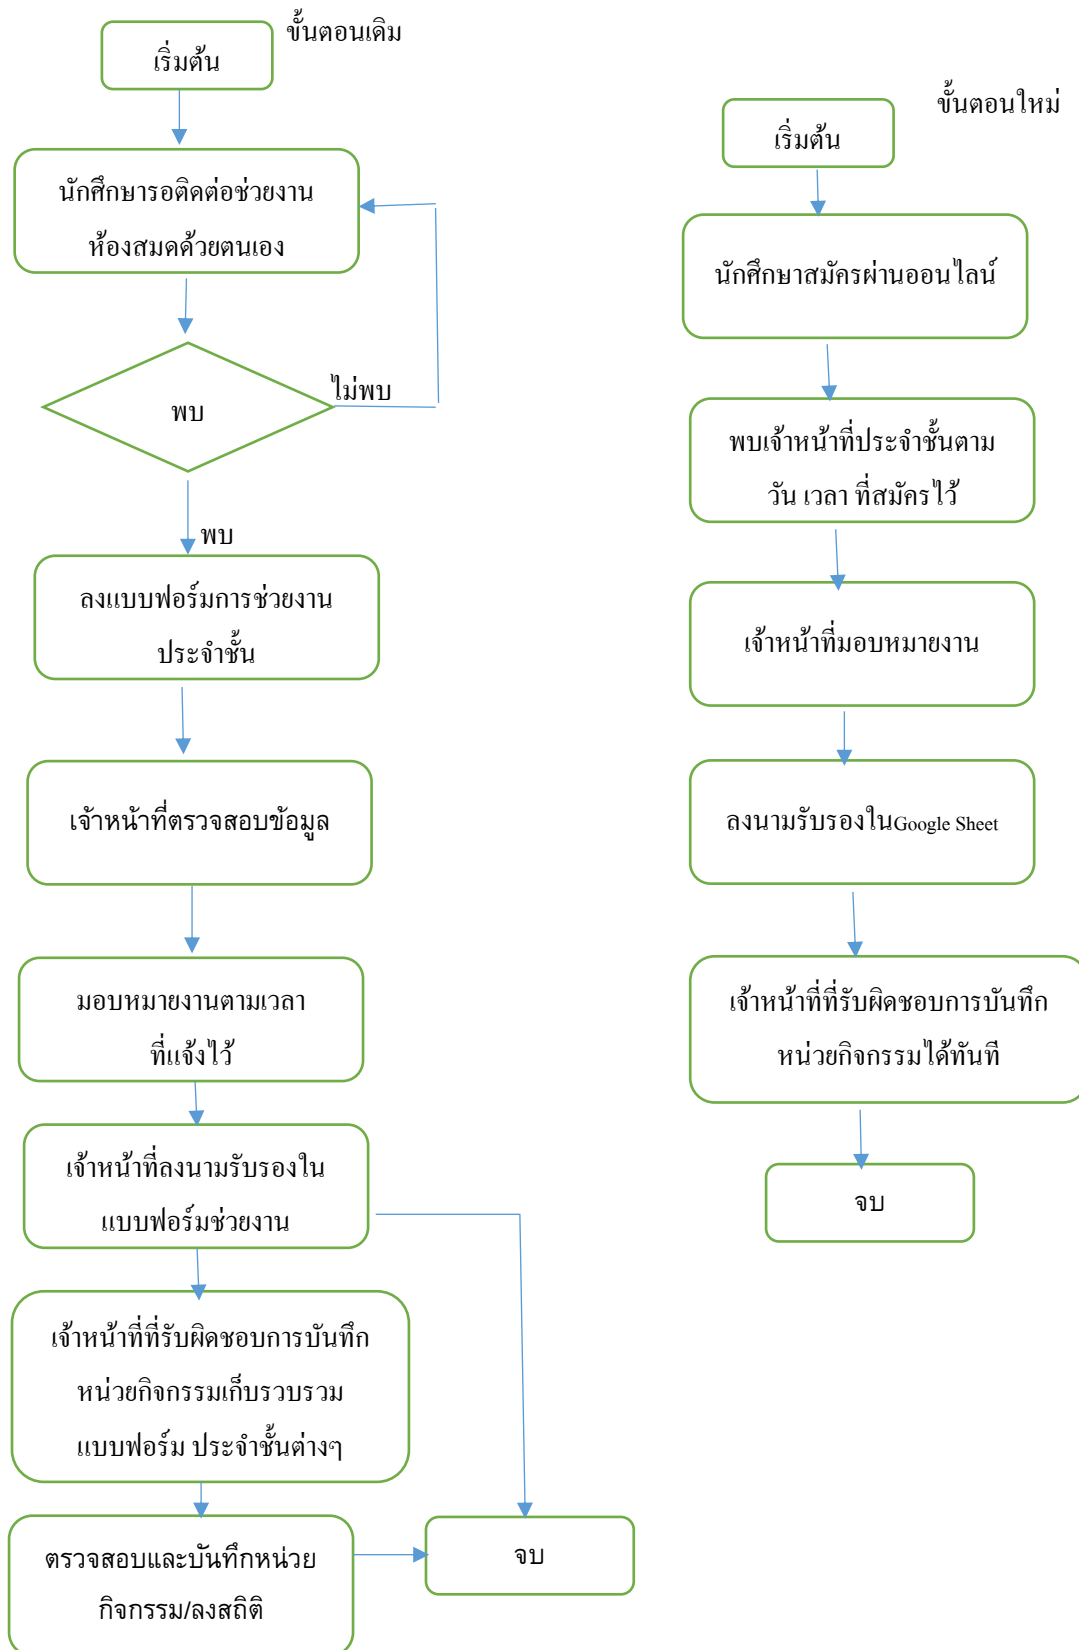 ขั้นตอนเดิม
เริ่มต้น
นักศึกษารอติดต่อช่วยงาน
ห้องสมดด้วยตนเอง
พบ
ไม่พบ
พบ
ลงแบบฟอร์มการช่วยงาน
ประจำชั้น
เจ้าหน้าที่ตรวจสอบข้อมูล
มอบหมายงานตามเวลา
ที่แจ้งไว้
เจ้าหน้าที่ลงนามรับรองใน
แบบฟอร์มช่วยงาน
เจ้าหน้าที่ที่รับผิดชอบการบันทึก
หน่วยกิจกรรมเก็บรวบรวม
แบบฟอร์ม ประจำชั้นต่างๆ
ตรวจสอบและบันทึกหน่วย
กิจกรรม/ลงสถิติ
จบ
ขั้นตอนใหม่
เริ่มต้น
นักศึกษาสมัครผ่านออนไลน์
พบเจ้าหน้าที่ประจำชั้นตาม
วัน เวลา ที่สมัครไว้
เจ้าหน้าที่มอบหมายงาน
ลงนามรับรองในGoogle Sheet
เจ้าหน้าที่ที่รับผิดชอบการบันทึก
หน่วยกิจกรรมได้ทันที
จบ